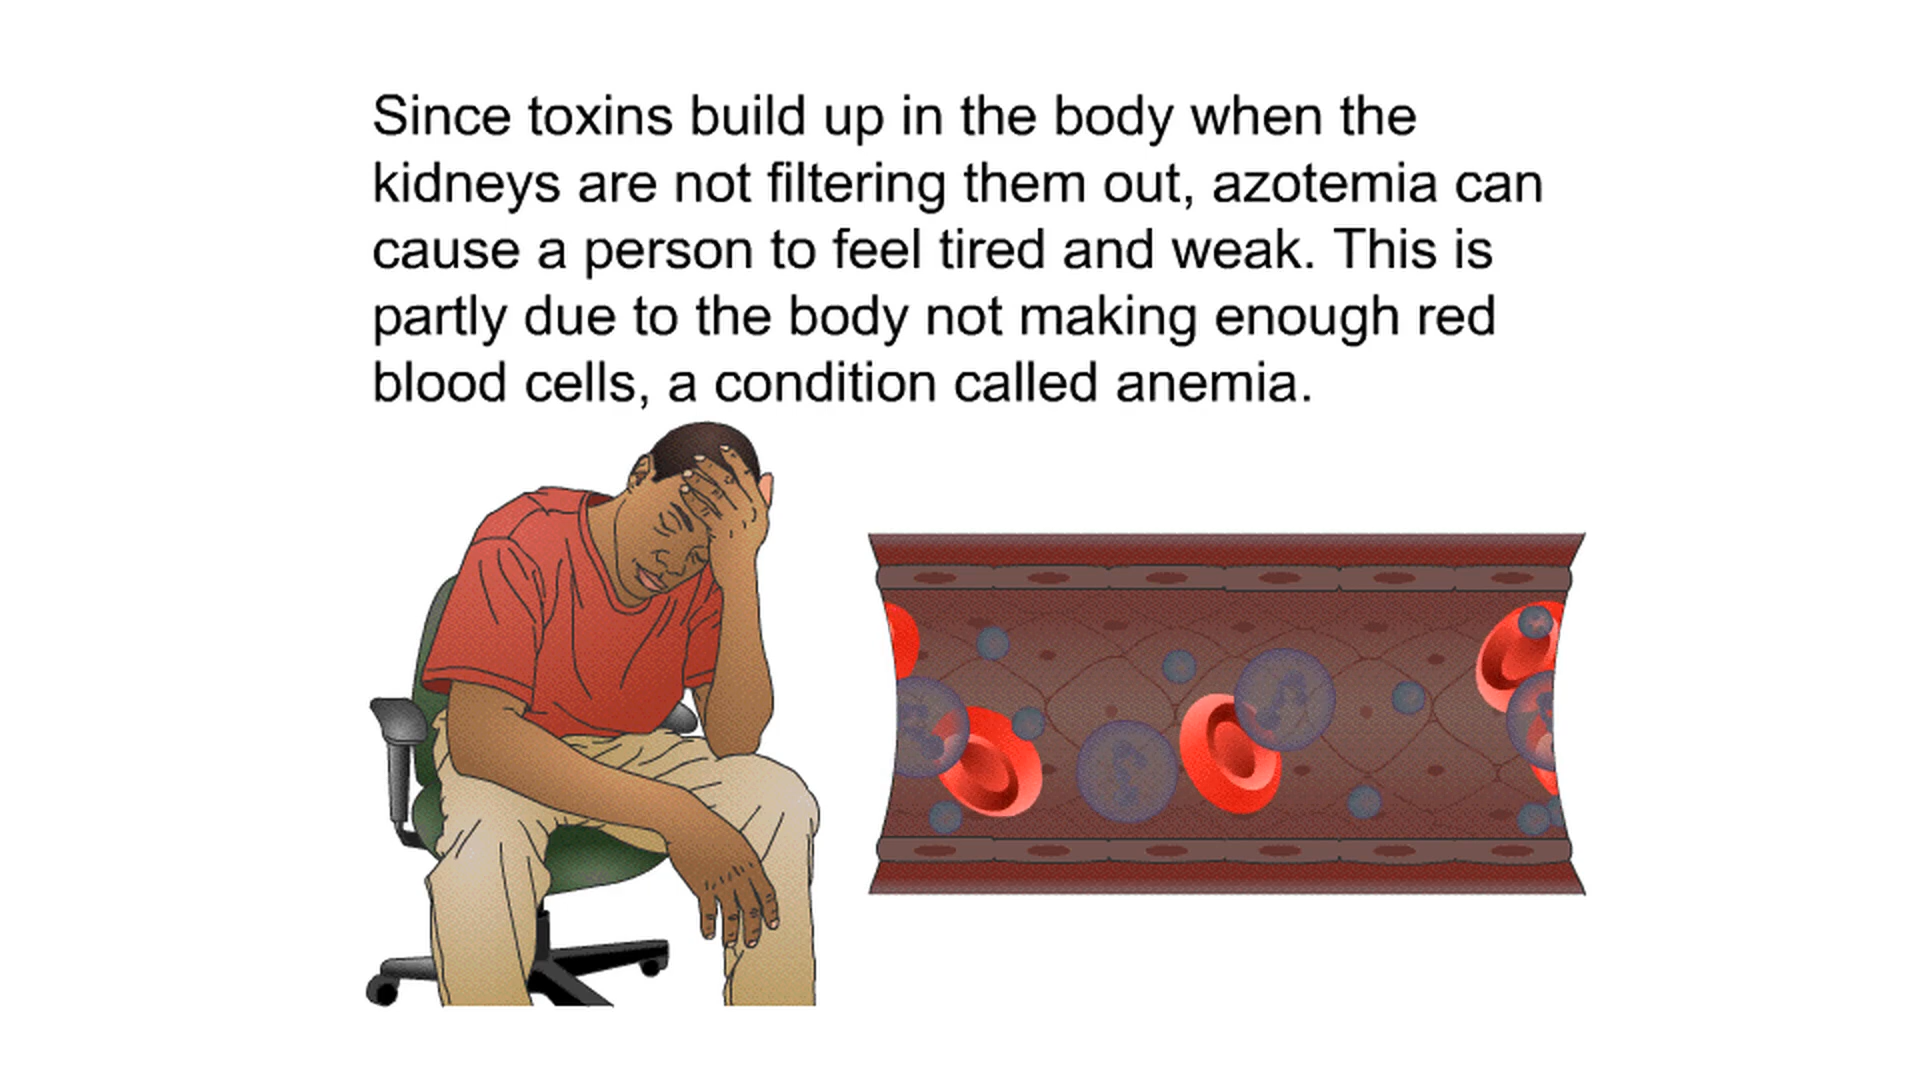 Since toxins build up in the body when the
kidneys are not filtering them out, azotemia can
cause a person to feel tired and weak. This is
partly due to the body not making enough red
blood cells, a condition called anemia.